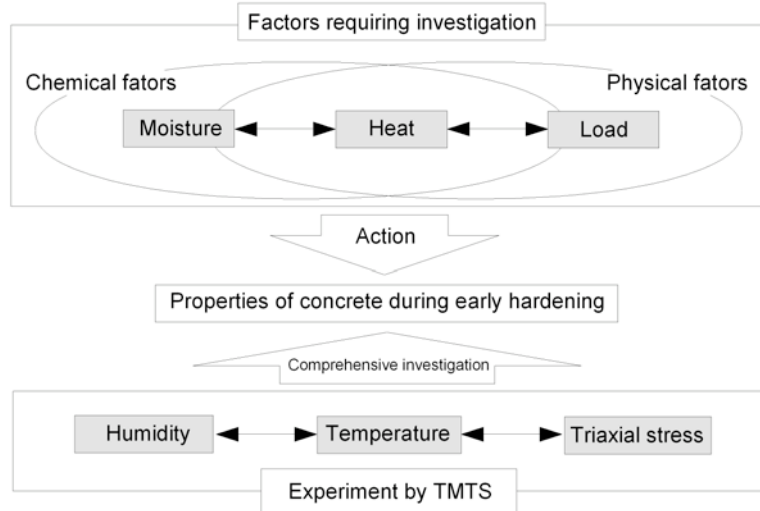 Factors requiring investigation
Chemical fators
Physical fators
Moisture
Heat
Load
Action
Properties of concrete during early hardening
Comprehensive investigation
Humidity
Temperature
Triaxial stress
Experiment by TMTS